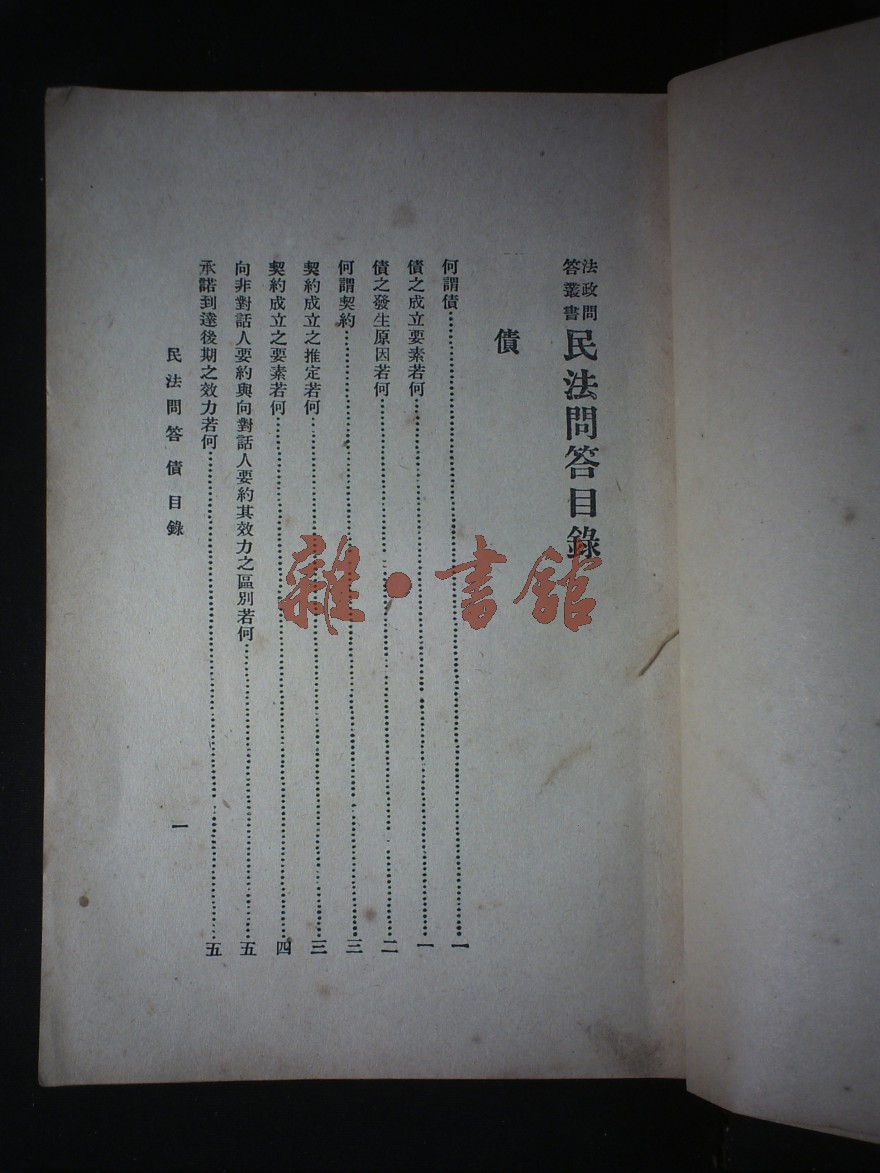 法政問答叢書 民法問答目錄
債
何謂債 一
債之成立要素若何 一
債之發生原因若何 二
何謂契約 三
契約成立之推定若何 三
契約成立之要素若何 四
向非對話人要約與向對話人要約其效力之區別若何 五
承諾到達後期之效力若何 五
民法問答 債 目錄 一
雜·書館